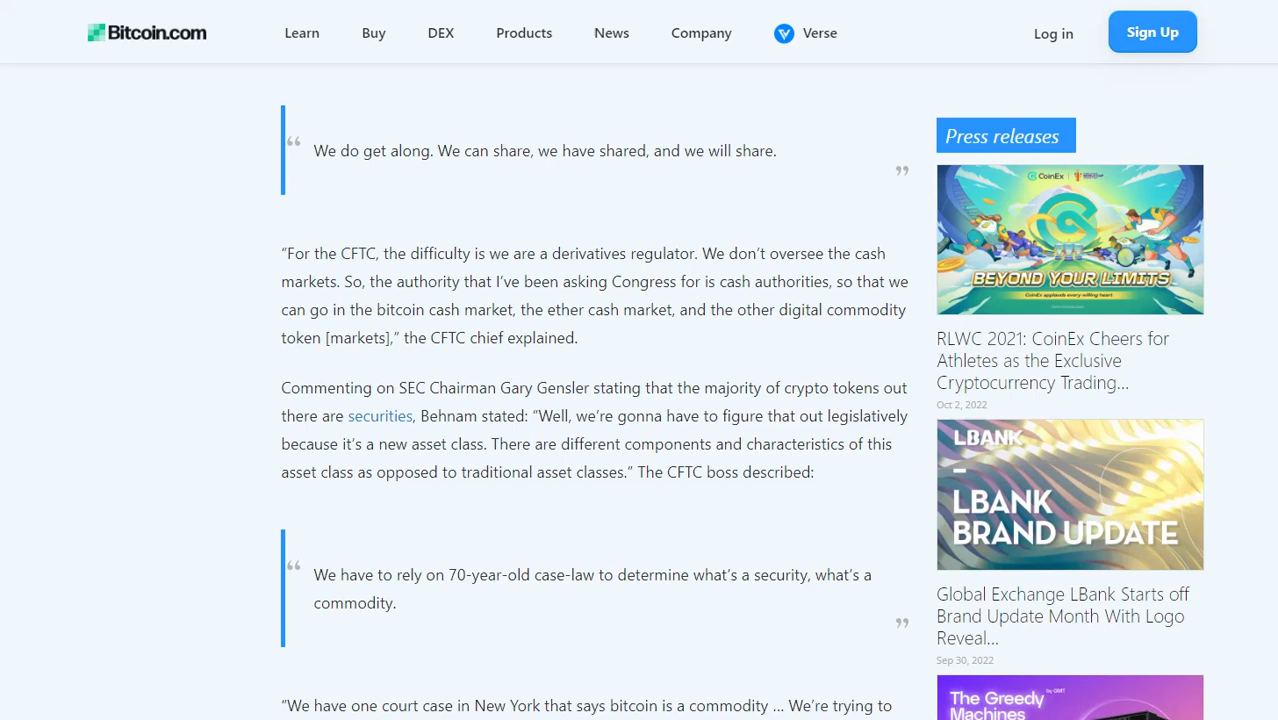 Bitcoin.com
Learn
Buy
DEX
Products
News
Company
Verse
Log in
Sign Up
“
We do get along. We can share, we have shared, and we will share.
”
“For the CFTC, the difficulty is we are a derivatives regulator. We don’t oversee the cash
markets. So, the authority that I’ve been asking Congress for is cash authorities, so that we
can go in the bitcoin cash market, the ether cash market, and the other digital commodity
token [markets],” the CFTC chief explained.
Commenting on SEC Chairman Gary Gensler stating that the majority of crypto tokens out
there are securities, Behnam stated: “Well, we’re gonna have to figure that out legislatively
because it’s a new asset class. There are different components and characteristics of this
asset class as opposed to traditional asset classes.” The CFTC boss described:
“
We have to rely on 70-year-old case-law to determine what’s a security, what’s a
commodity.
”
“We have one court case in New York that says bitcoin is a commodity … We’re trying to
Press releases
CoinEx
BEYOND YOUR LIMITS
CoinEx applauds every willing heart
RLWC 2021: CoinEx Cheers for
Athletes as the Exclusive
Cryptocurrency Trading...
Oct 2, 2022
LBANK
LBANK
BRAND UPDATE
Global Exchange LBank Starts off
Brand Update Month With Logo
Reveal...
Sep 30, 2022
The Greedy by GMT
Machines